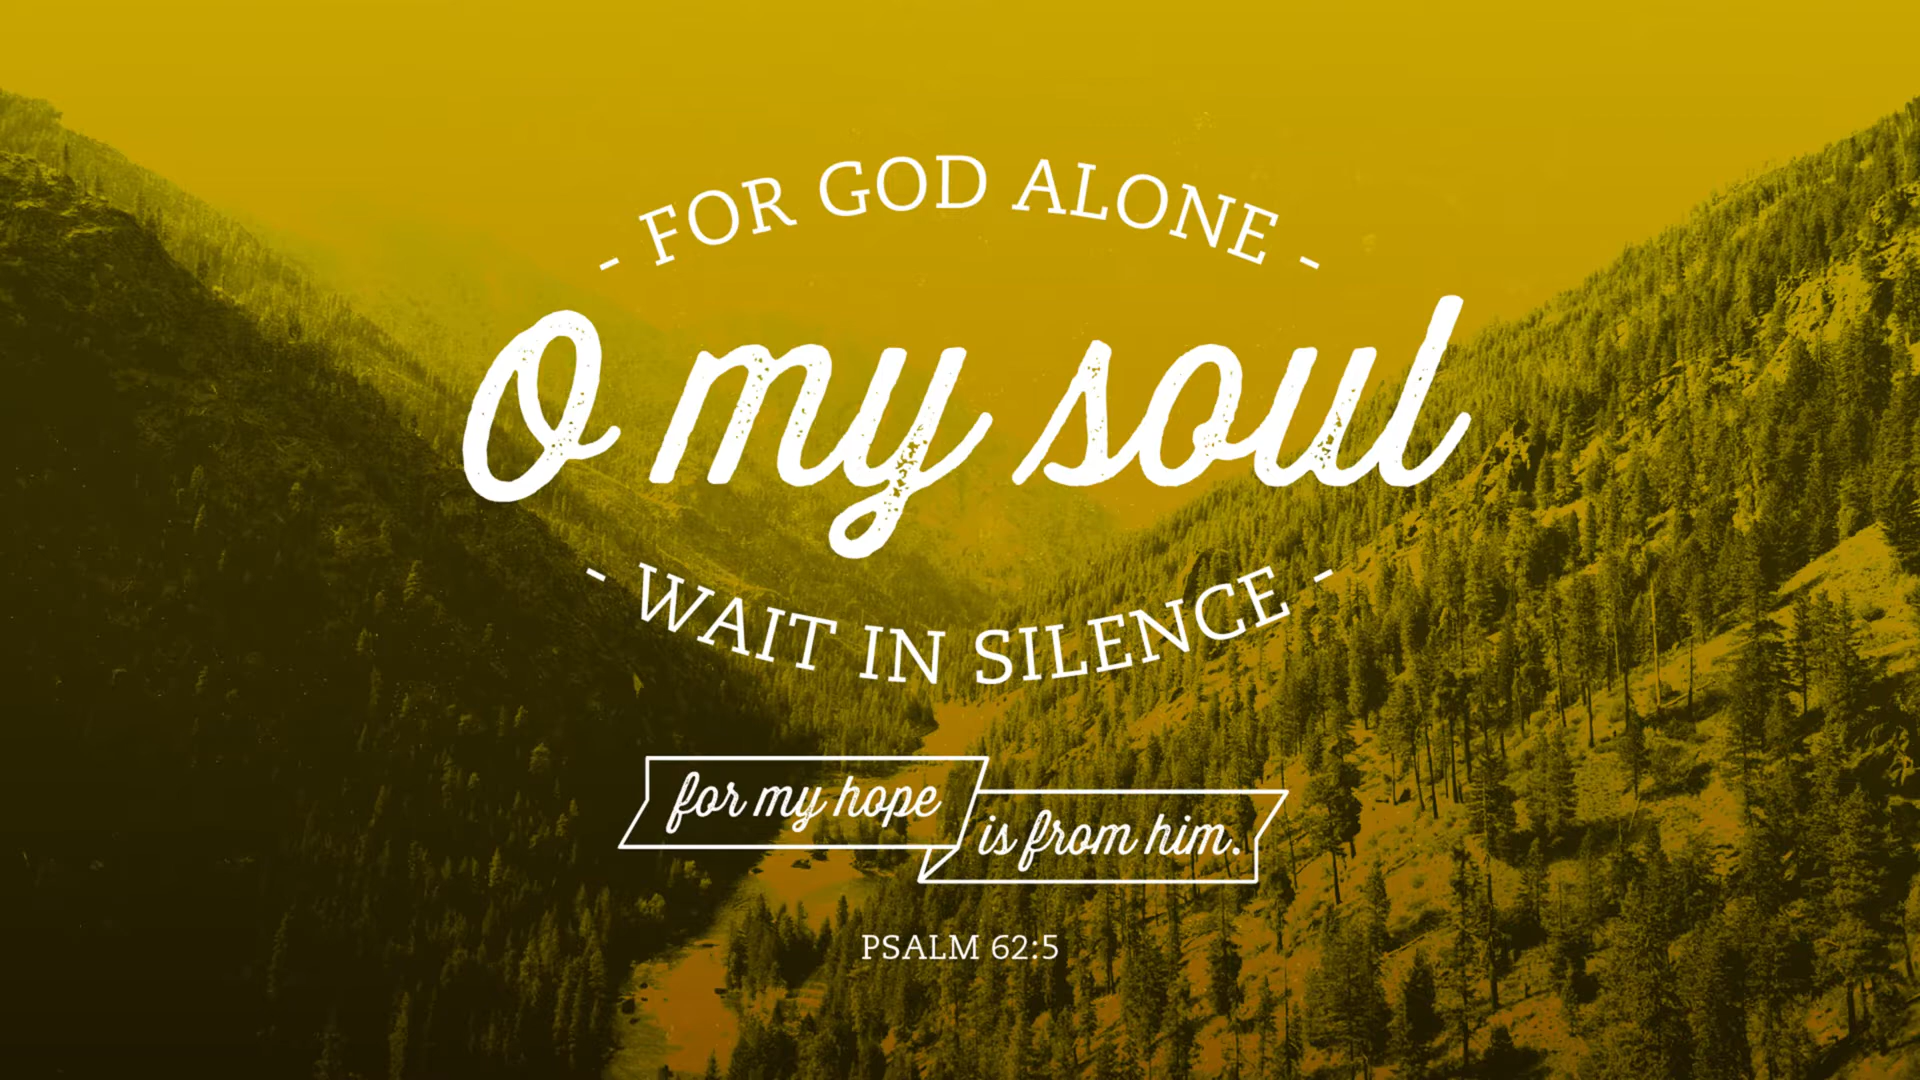 - FOR GOD ALONE -
O my soul
- WAIT IN SILENCE -
for my hope
is from him.
PSALM 62:5